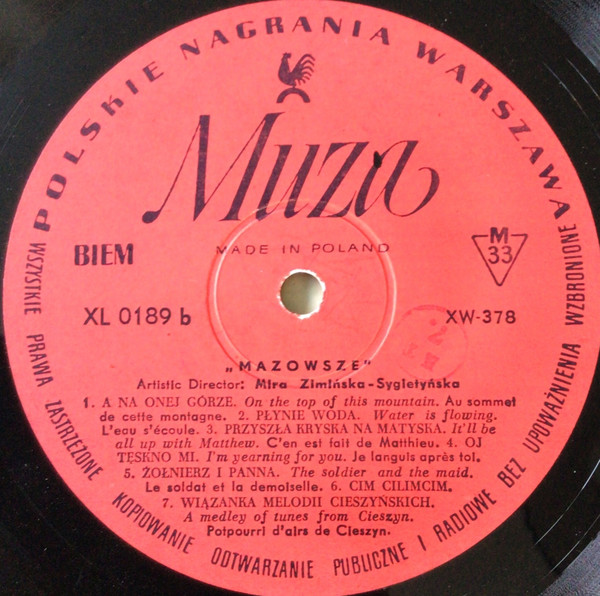 POLSKIE NAGRANIA WARSZAWA
Muza
MADE IN POLAND
BIEM
M
33
XL 0189 b
XW-378
„MAZOWSZE”
Artistic Director: Mira Zimińska-Sygietyńska
1. A NA ONEJ GÓRZE. On the top of this mountain. Au sommet
de cette montagne. 2. PŁYNIE WODA. Water is flowing.
L'eau s'écoule. 3. PRZYSZŁA KRYSKA NA MATYSKA. It'll be
all up with Matthew. C'en est fait de Matthieu. 4. OJ
TĘSKNO MI. I'm yearning for you. Je languis après toi.
5. ŻOŁNIERZ I PANNA. The soldier and the maid.
Le soldat et la demoiselle. 6. CIM CILIMCIM.
7. WIĄZANKA MELODII CIESZYŃSKICH.
A medley of tunes from Cieszyn.
Potpourri d'airs de Cieszyn.
WSZYSTKIE PRAWA ZASTRZEŻONE KOPIOWANIE ODTWARZANIE PUBLICZNE I RADIOWE BEZ UPOWAŻNIENIA WZBRONIONE